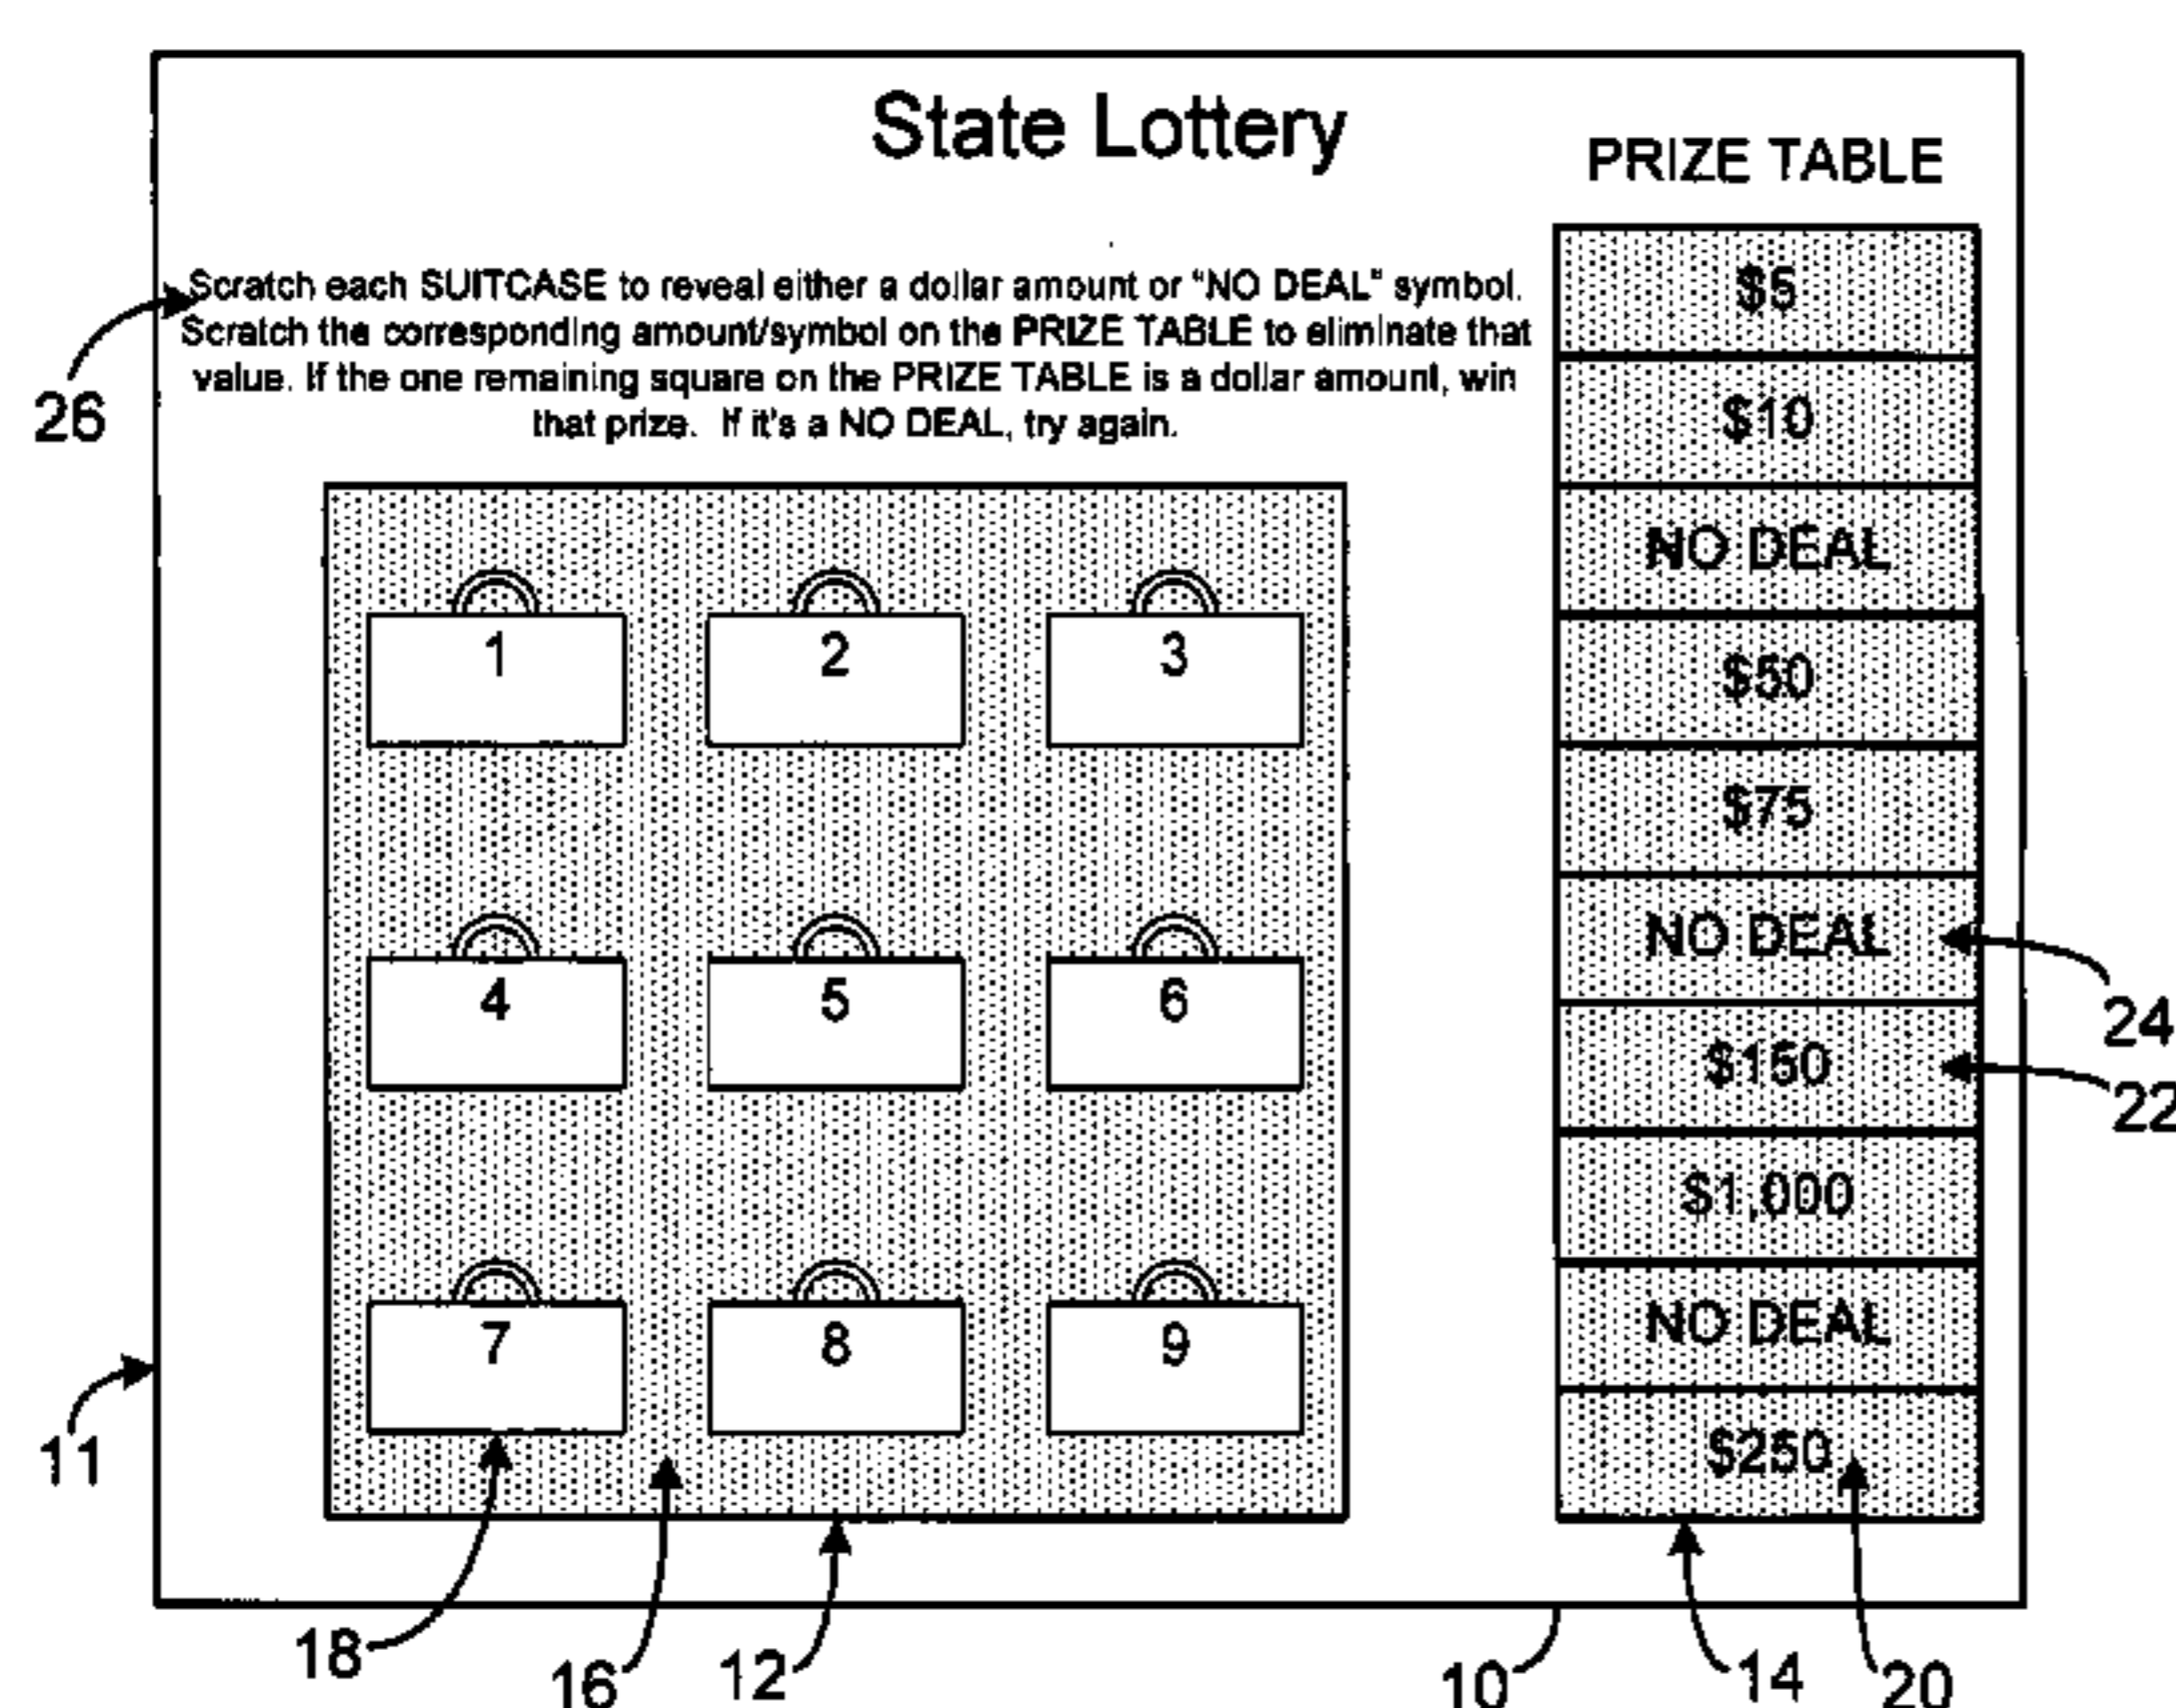 State Lottery
PRIZE TABLE
Scratch each SUITCASE to reveal either a dollar amount or "NO DEAL" symbol.
Scratch the corresponding amount/symbol on the PRIZE TABLE to eliminate that
value. If the one remaining square on the PRIZE TABLE is a dollar amount, win
that prize. If it's a NO DEAL, try again.
26
1 2 3
4 5 6
7 8 9
$5
$10
NO DEAL
$50
$75
NO DEAL
$150
$1,000
NO DEAL
$250
24
22
11
18 16 12 10 14 20